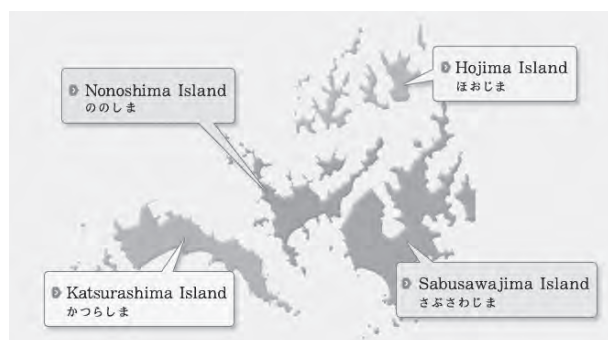 Hojima Island
ほおじま
Nonoshima Island
ののしま
Katsurashima Island
かつらしま
Sabusawajima Island
さぶさわじま